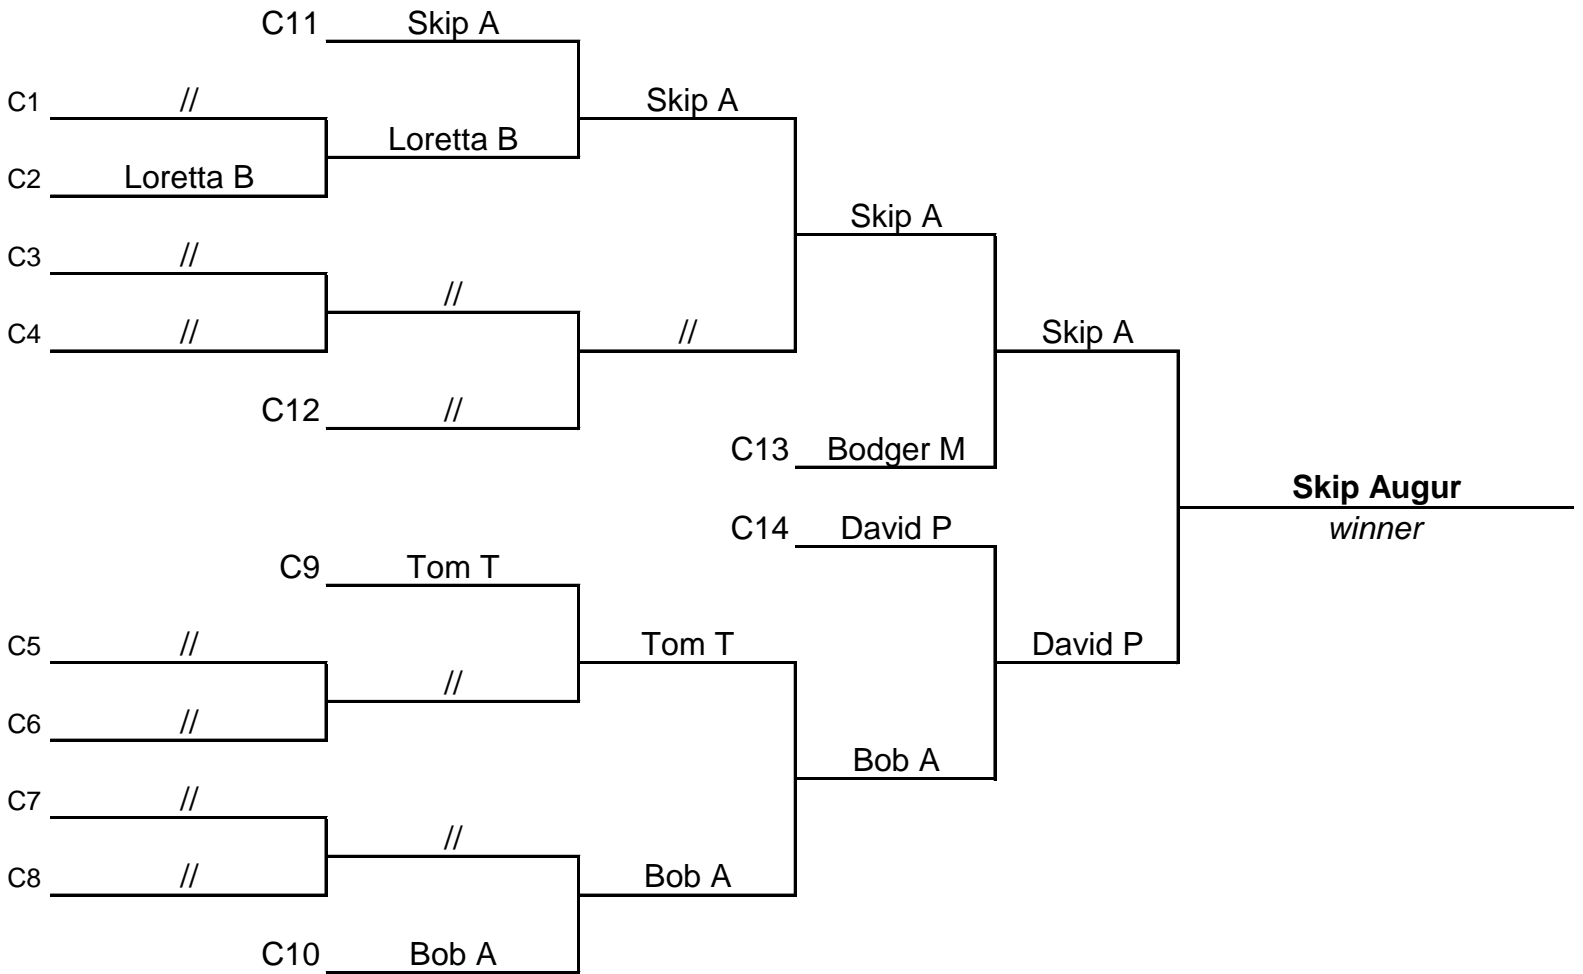 C11 Skip A
C1 // Skip A
Loretta B
C2 Loretta B
Skip A
C3 //
//
C4 // // Skip A
C12 //
C13 Bodger M
Skip Augur
C14 David P winner
C9 Tom T
C5 // Tom T David P
//
C6 //
Bob A
C7 //
//
C8 // Bob A
C10 Bob A